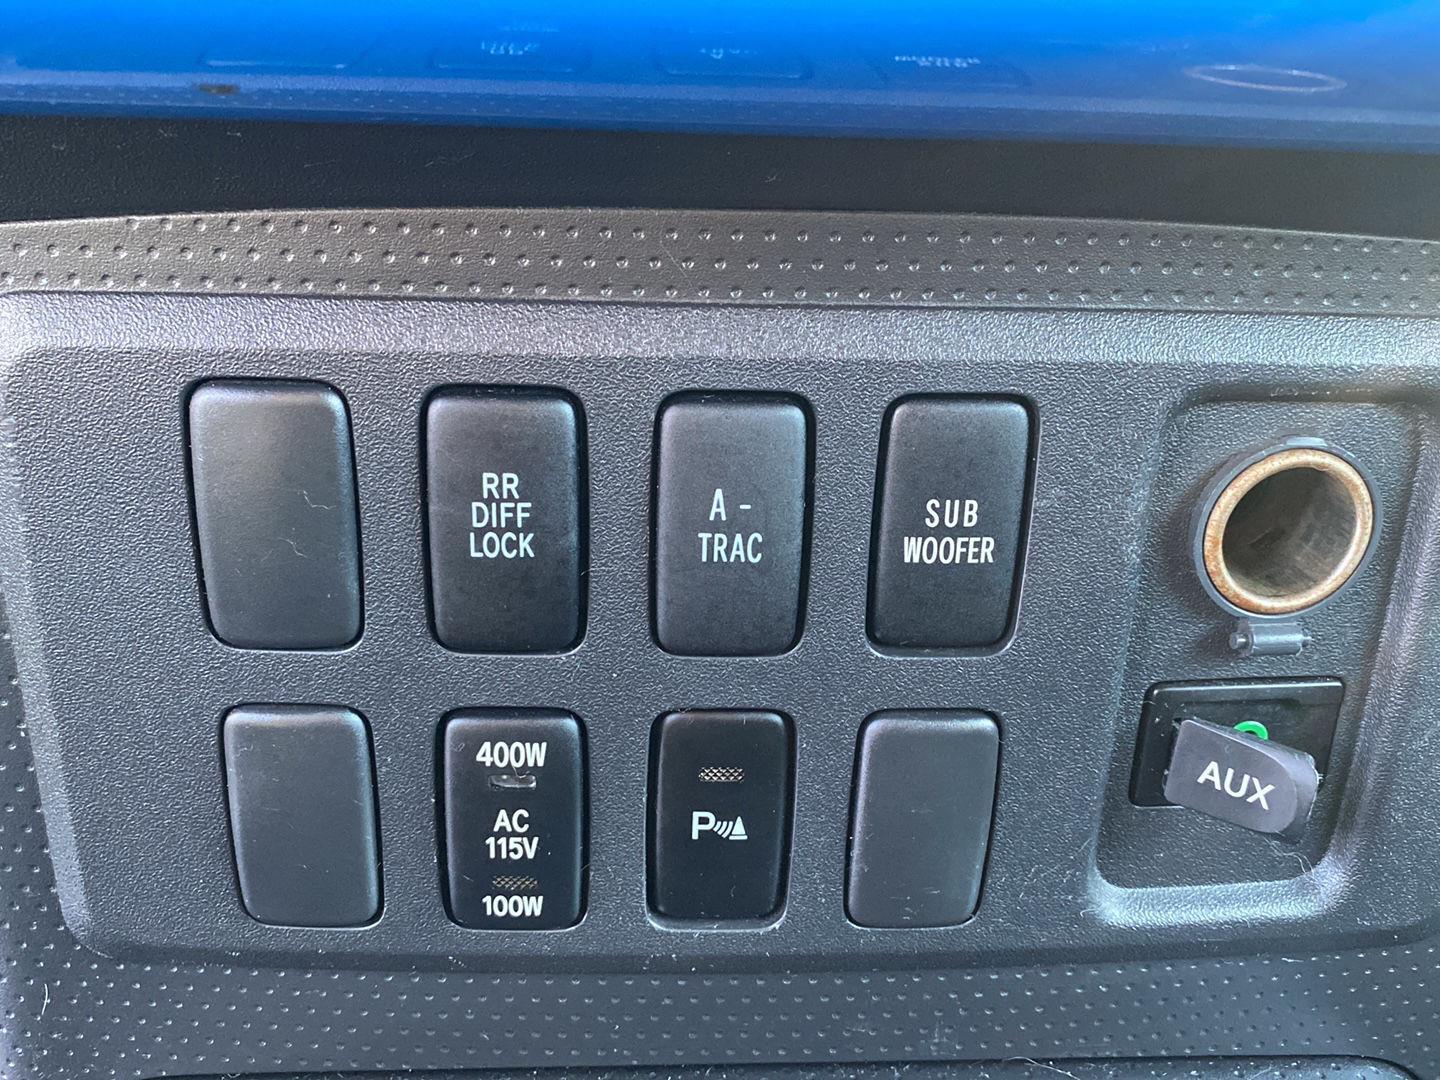 RR
DIFF
LOCK
A -
TRAC
SUB
WOOFER
400W
AC
115V
100W
P
AUX